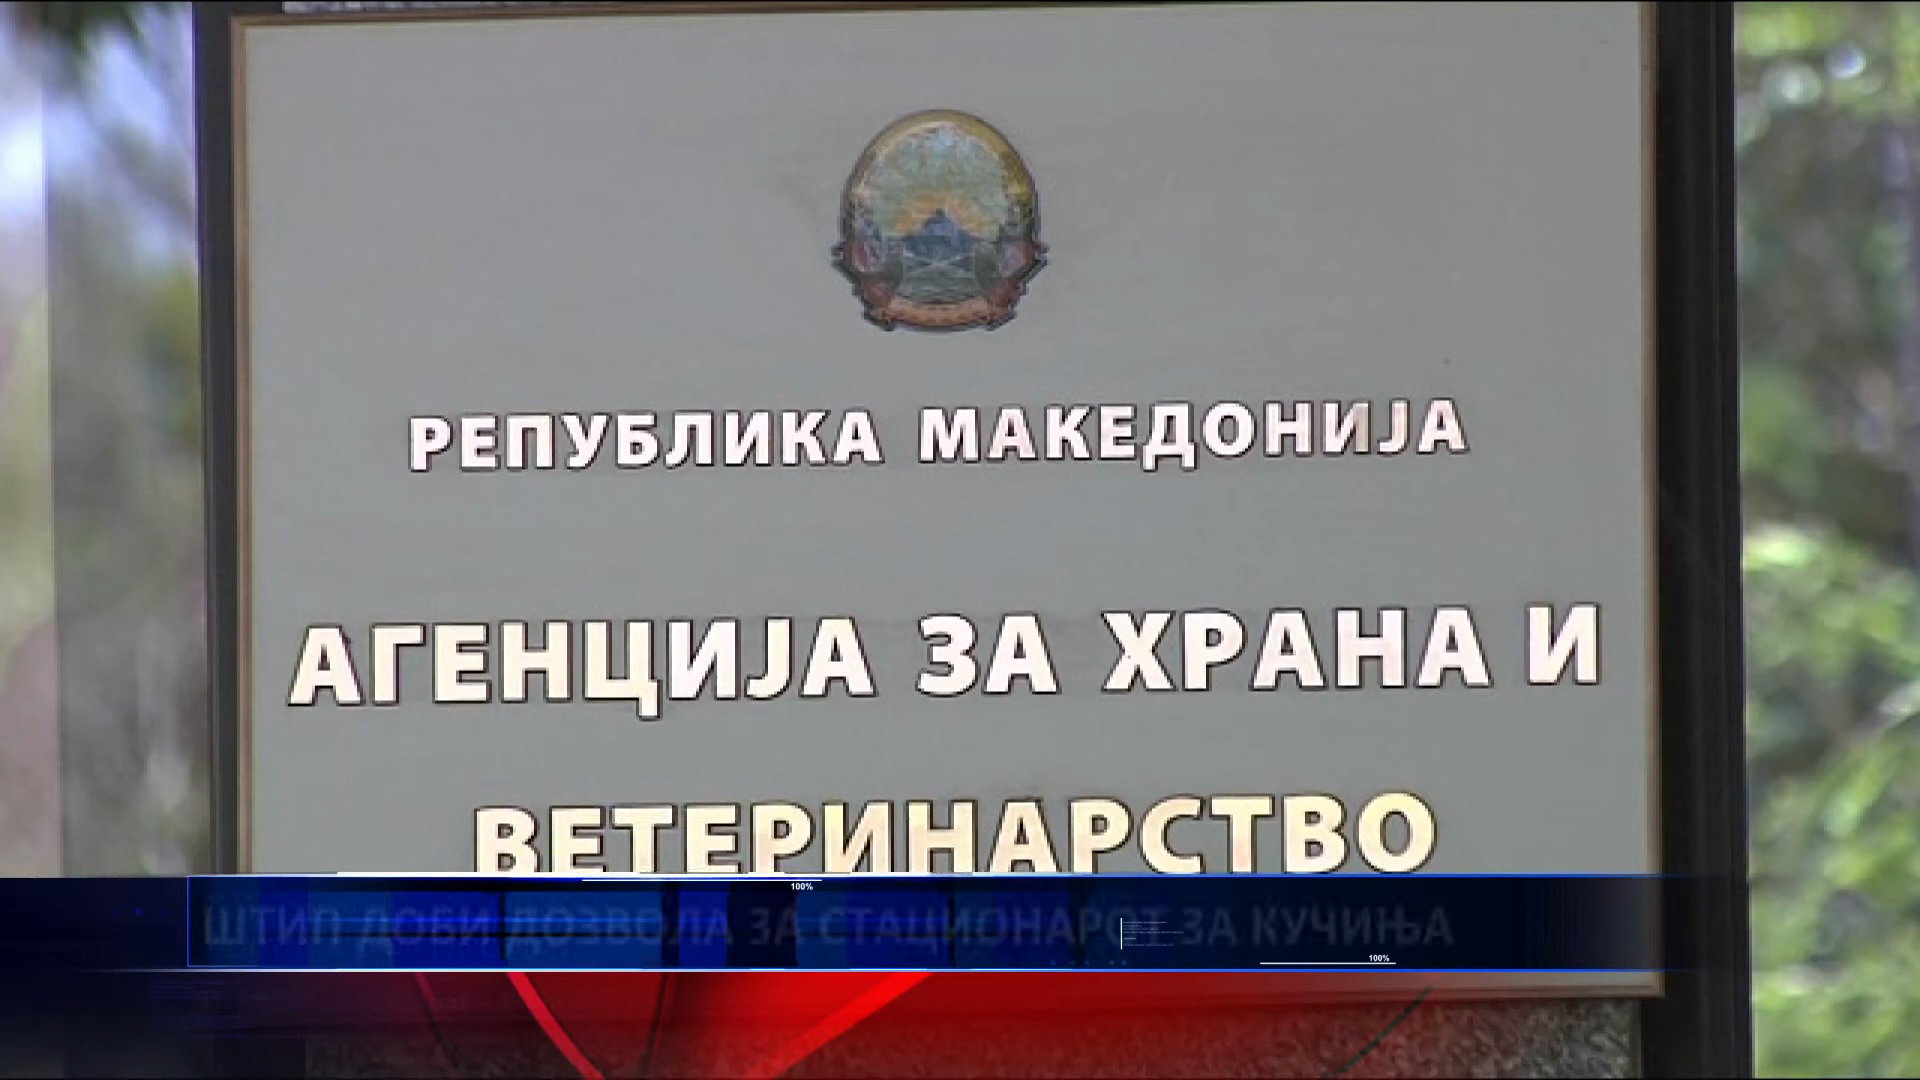 РЕПУБЛИКА МАКЕДОНИЈА
АГЕНЦИЈА ЗА ХРАНА И
ВЕТЕРИНАРСТВО
100%
ШТИП ДОБИ ДОЗВОЛА ЗА СТАЦИОНАРОТ ЗА КУЧИЊА
100%